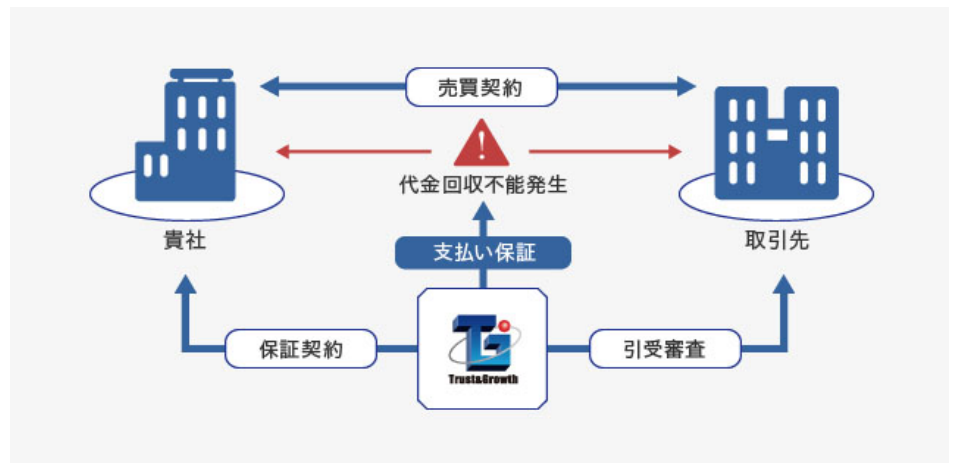 売買契約
代金回収不能発生
貴社
取引先
支払い保証
保証契約
引受審査
TG
Trust&Growth